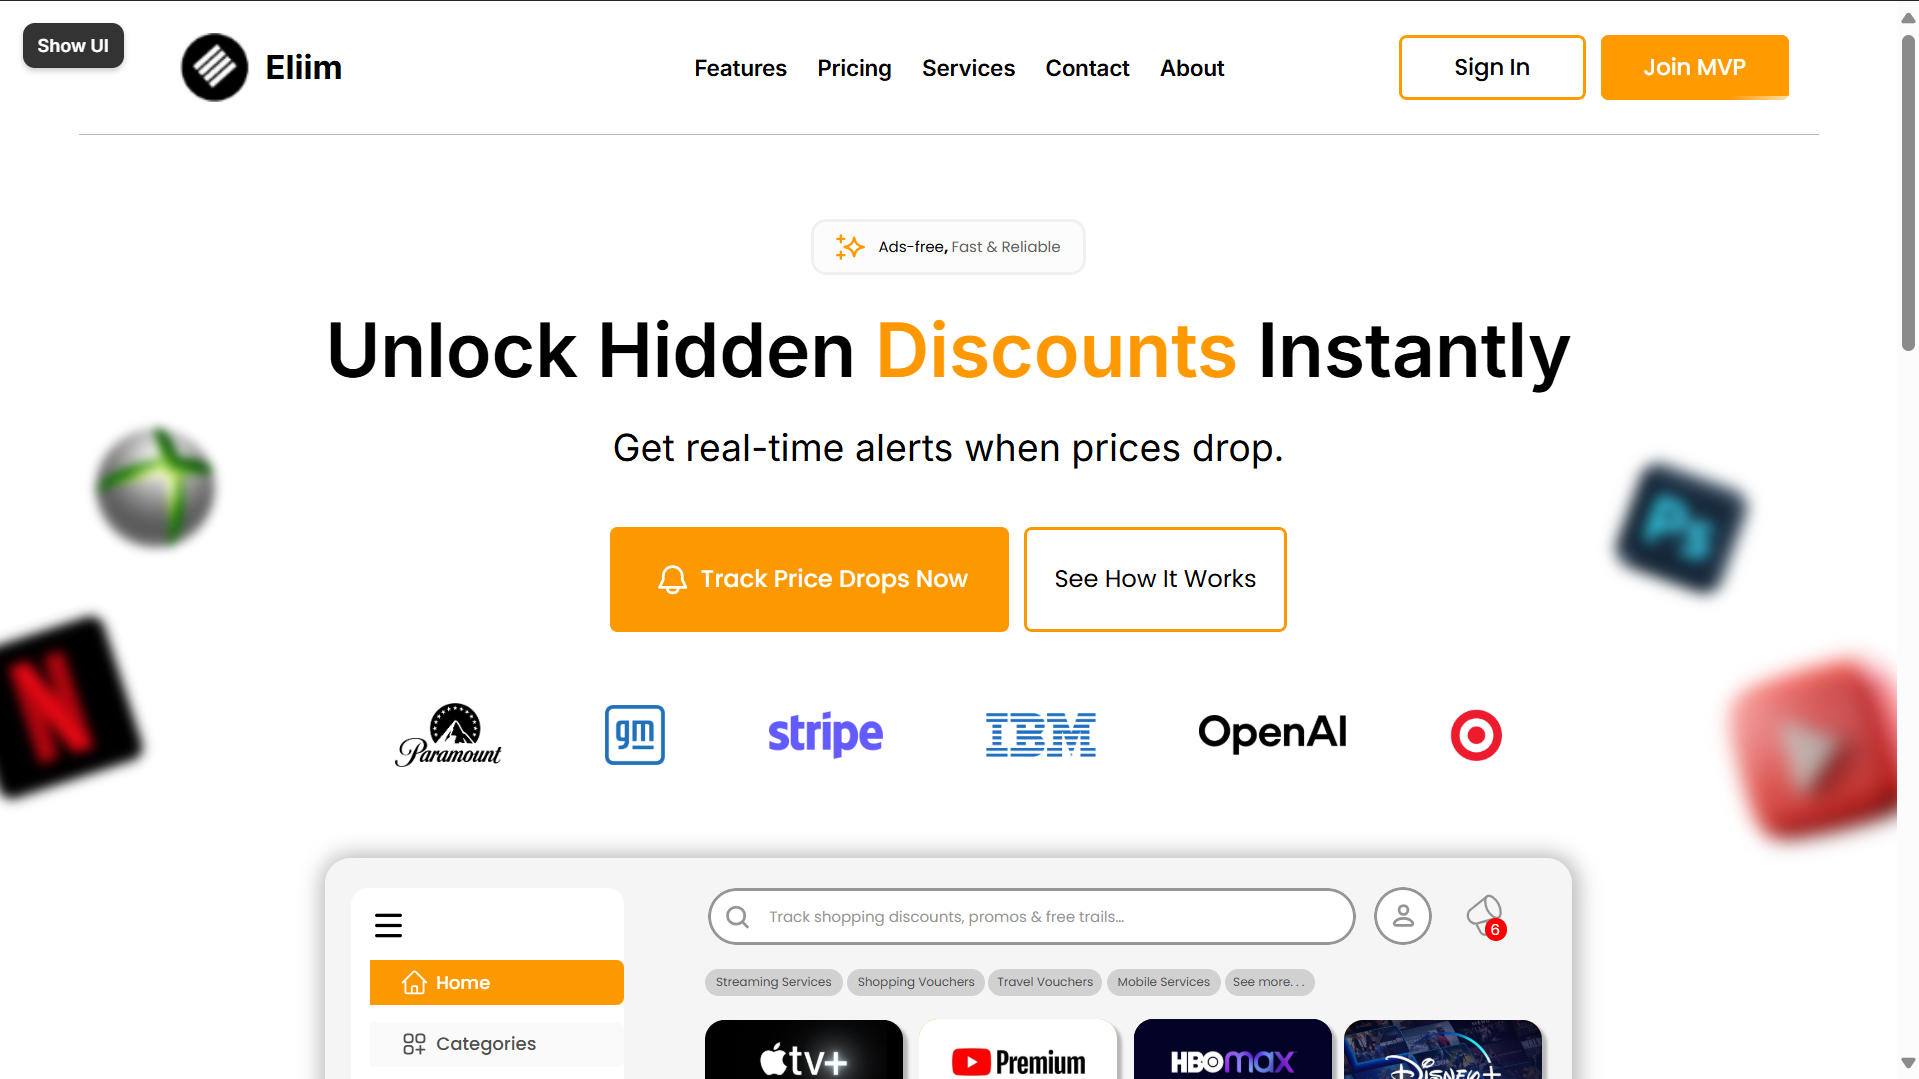 Show UI
Eliim
Features Pricing Services Contact About
Sign In
Join MVP
Ads-free, Fast & Reliable
Unlock Hidden Discounts Instantly
Get real-time alerts when prices drop.
Track Price Drops Now
See How It Works
Paramount
gm
stripe
IBM
OpenAI
N
Ps
Track shopping discounts, promos & free trails...
6
Streaming Services
Shopping Vouchers
Travel Vouchers
Mobile Services
See more. . .
Home
Categories
tv+
Premium
HBOmax
DISNEY+